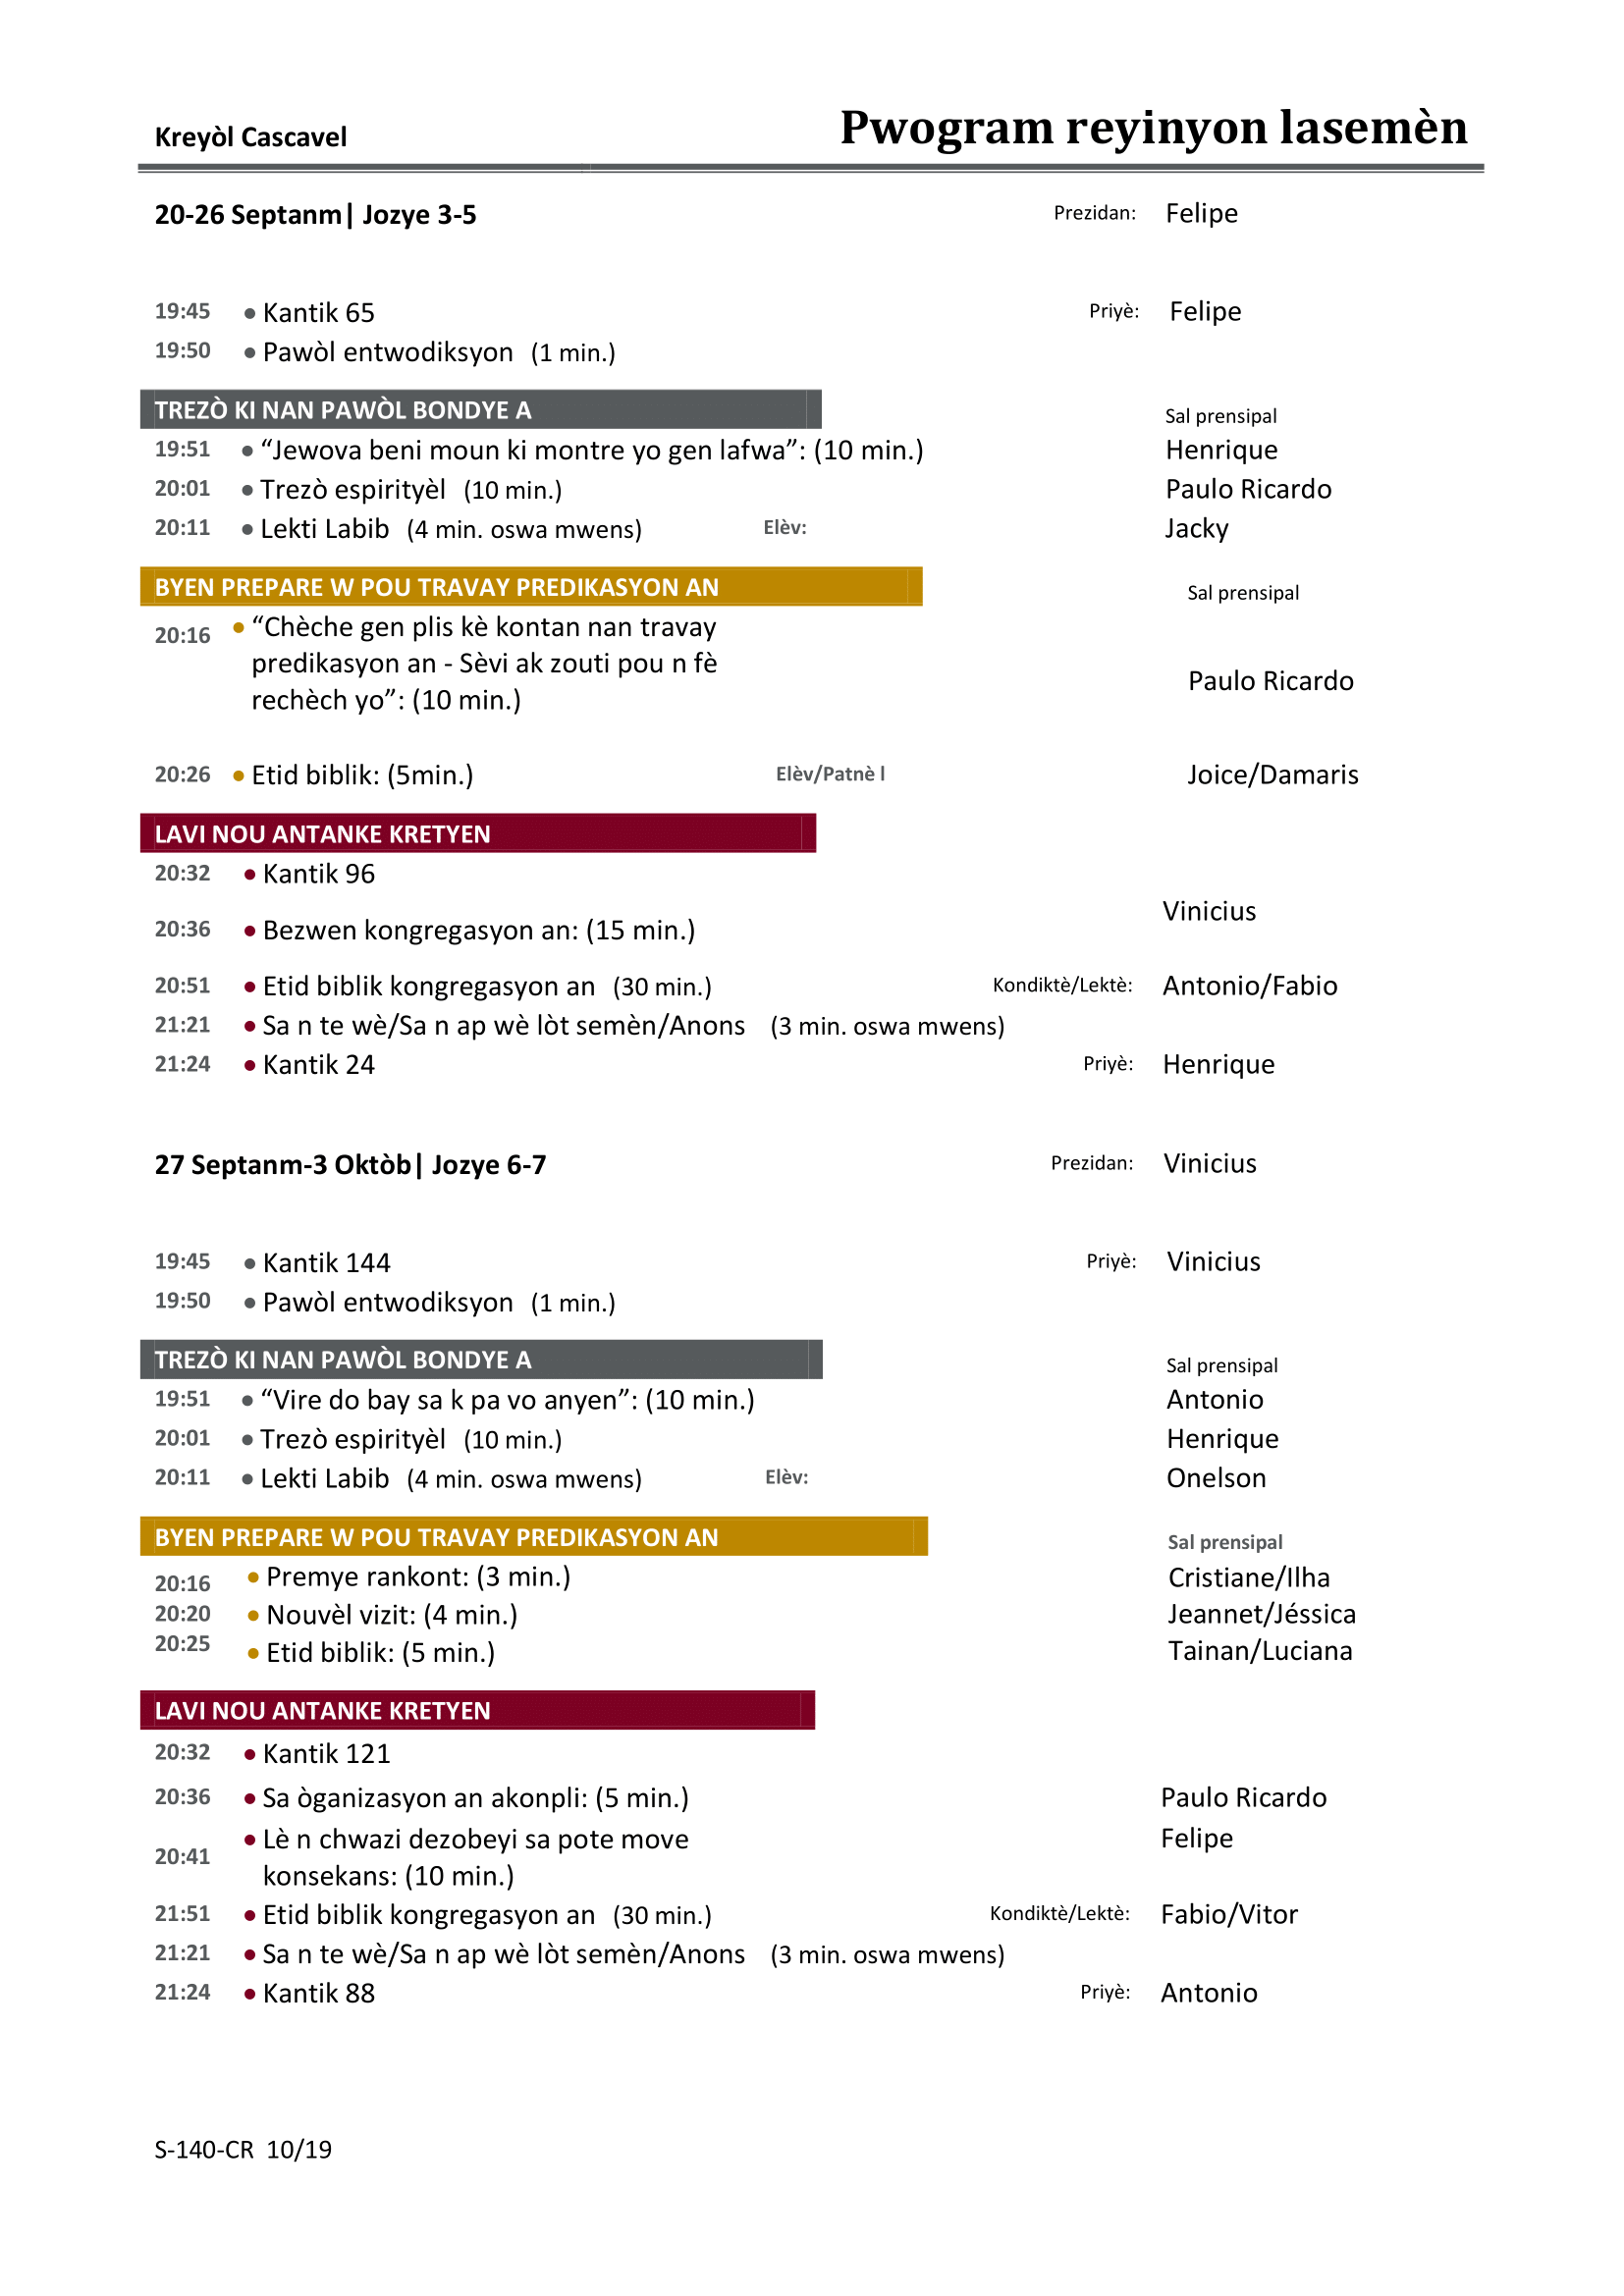 Kreyòl Cascavel Pwogram reyinyon lasemèn
20-26 Septanm| Jozye 3-5 Prezidan: Felipe
19:45 • Kantik 65 Priyè: Felipe
19:50 • Pawòl entwodiksyon (1 min.)
TREZÒ KI NAN PAWÒL BONDYE A Sal prensipal
19:51 • “Jewova beni moun ki montre yo gen lafwa”: (10 min.) Henrique
20:01 • Trezò espirityèl (10 min.) Paulo Ricardo
20:11 • Lekti Labib (4 min. oswa mwens) Elèv: Jacky
BYEN PREPARE W POU TRAVAY PREDIKASYON AN Sal prensipal
20:16 • “Chèche gen plis kè kontan nan travay
predikasyon an - Sèvi ak zouti pou n fè
rechèch yo”: (10 min.) Paulo Ricardo
20:26 • Etid biblik: (5min.) Elèv/Patnè l Joice/Damaris
LAVI NOU ANTANKE KRETYEN
20:32 • Kantik 96
20:36 • Bezwen kongregasyon an: (15 min.) Vinicius
20:51 • Etid biblik kongregasyon an (30 min.) Kondiktè/Lektè: Antonio/Fabio
21:21 • Sa n te wè/Sa n ap wè lòt semèn/Anons (3 min. oswa mwens)
21:24 • Kantik 24 Priyè: Henrique
27 Septanm-3 Oktòb| Jozye 6-7 Prezidan: Vinicius
19:45 • Kantik 144 Priyè: Vinicius
19:50 • Pawòl entwodiksyon (1 min.)
TREZÒ KI NAN PAWÒL BONDYE A Sal prensipal
19:51 • “Vire do bay sa k pa vo anyen”: (10 min.) Antonio
20:01 • Trezò espirityèl (10 min.) Henrique
20:11 • Lekti Labib (4 min. oswa mwens) Elèv: Onelson
BYEN PREPARE W POU TRAVAY PREDIKASYON AN Sal prensipal
20:16 • Premye rankont: (3 min.) Cristiane/Ilha
20:20 • Nouvèl vizit: (4 min.) Jeannet/Jéssica
20:25 • Etid biblik: (5 min.) Tainan/Luciana
LAVI NOU ANTANKE KRETYEN
20:32 • Kantik 121
20:36 • Sa òganizasyon an akonpli: (5 min.) Paulo Ricardo
20:41 • Lè n chwazi dezobeyi sa pote move Felipe
konsekans: (10 min.)
21:51 • Etid biblik kongregasyon an (30 min.) Kondiktè/Lektè: Fabio/Vitor
21:21 • Sa n te wè/Sa n ap wè lòt semèn/Anons (3 min. oswa mwens)
21:24 • Kantik 88 Priyè: Antonio
S-140-CR 10/19